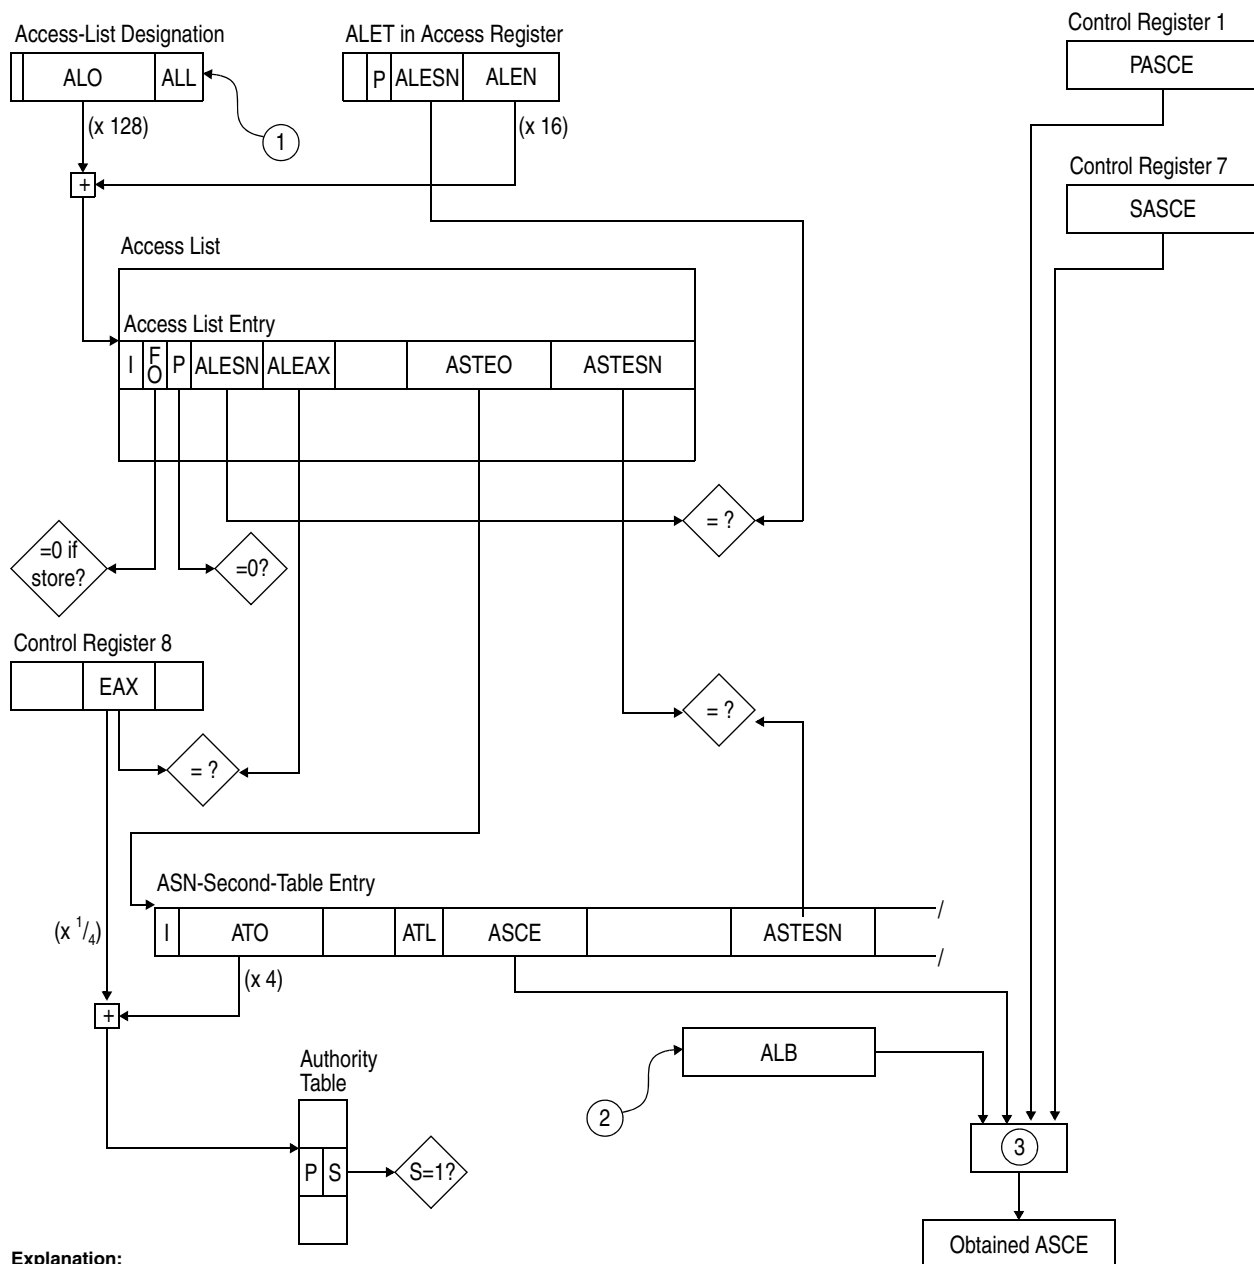 Control Register 1
Access-List Designation
ALET in Access Register
ALO
ALL
P
ALESN
ALEN
PASCE
(x 128)
1
(x 16)
+
Control Register 7
SASCE
Access List
Access List Entry
I
F
O
P
ALESN
ALEAX
ASTEO
ASTESN
= ?
=0 if
store?
=0?
Control Register 8
EAX
= ?
= ?
ASN-Second-Table Entry
(x 1/4)
I
ATO
ATL
ASCE
ASTESN
/
/
(x 4)
+
Authority
Table
ALB
2
3
P
S
S=1?
Obtained ASCE
Explanation: